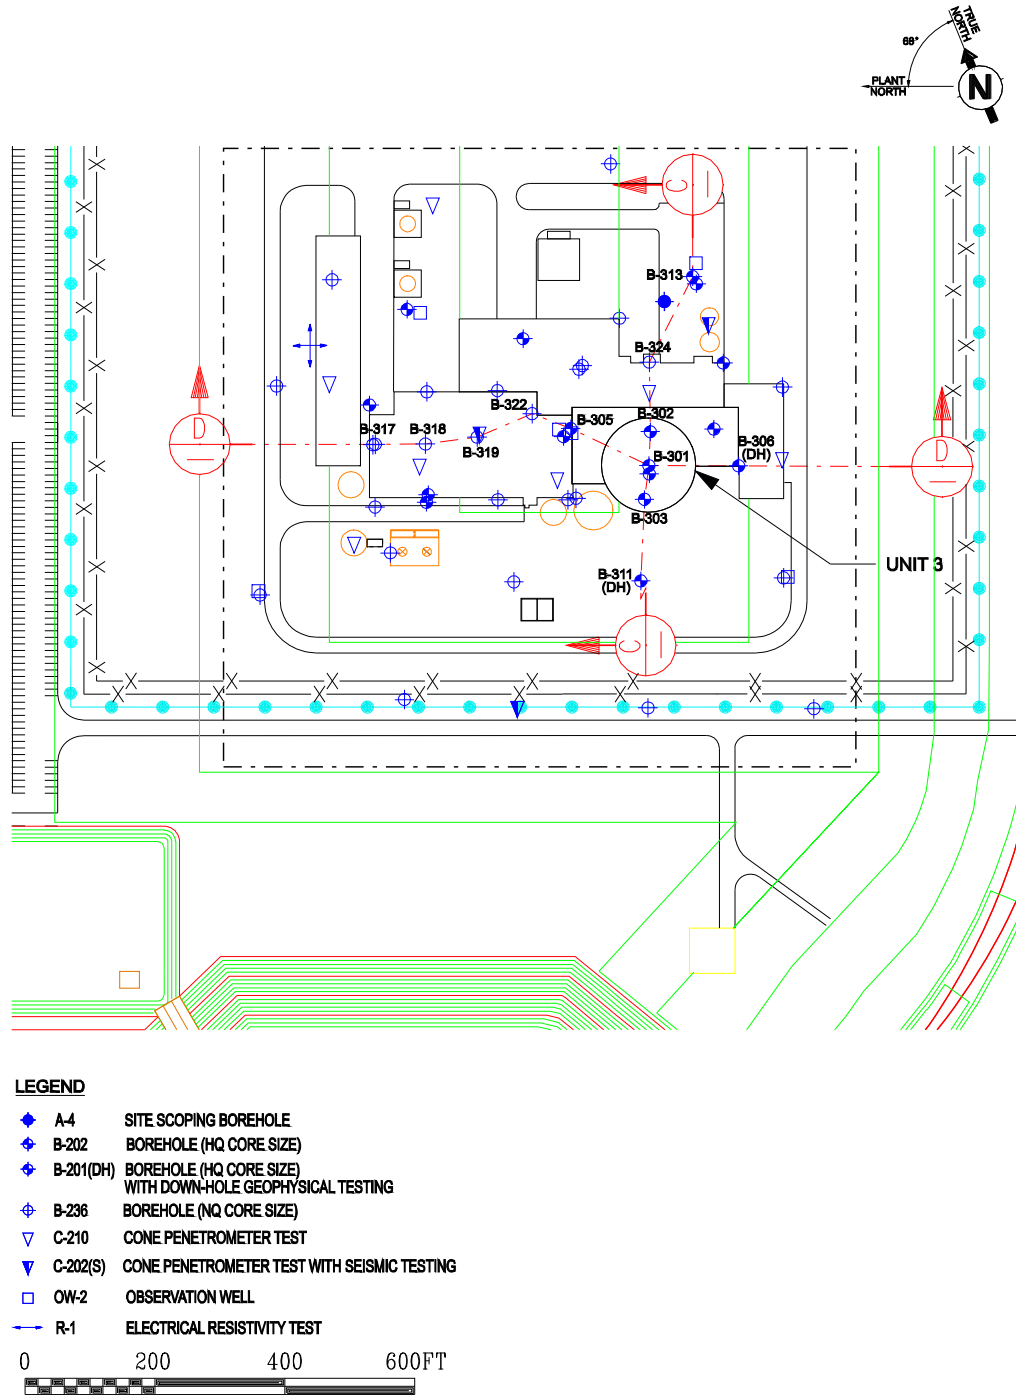 TRUE
NORTH
68°
PLANT
NORTH
N
C
B-313
B-324
B-322
B-302
B-305
D
B-317
B-318
B-319
B-301
B-306
(DH)
D
B-303
UNIT 3
B-311
(DH)
C
LEGEND
A-4 SITE SCOPING BOREHOLE
B-202 BOREHOLE (HQ CORE SIZE)
B-201(DH) BOREHOLE (HQ CORE SIZE)
WITH DOWN-HOLE GEOPHYSICAL TESTING
B-236 BOREHOLE (NQ CORE SIZE)
C-210 CONE PENETROMETER TEST
C-202(S) CONE PENETROMETER TEST WITH SEISMIC TESTING
OW-2 OBSERVATION WELL
R-1 ELECTRICAL RESISTIVITY TEST
0 200 400 600FT